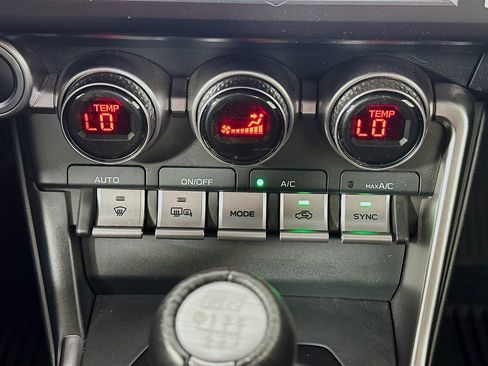 TEMP
LO
TEMP
LO
AUTO
ON/OFF
A/C
MAX A/C
MODE
SYNC